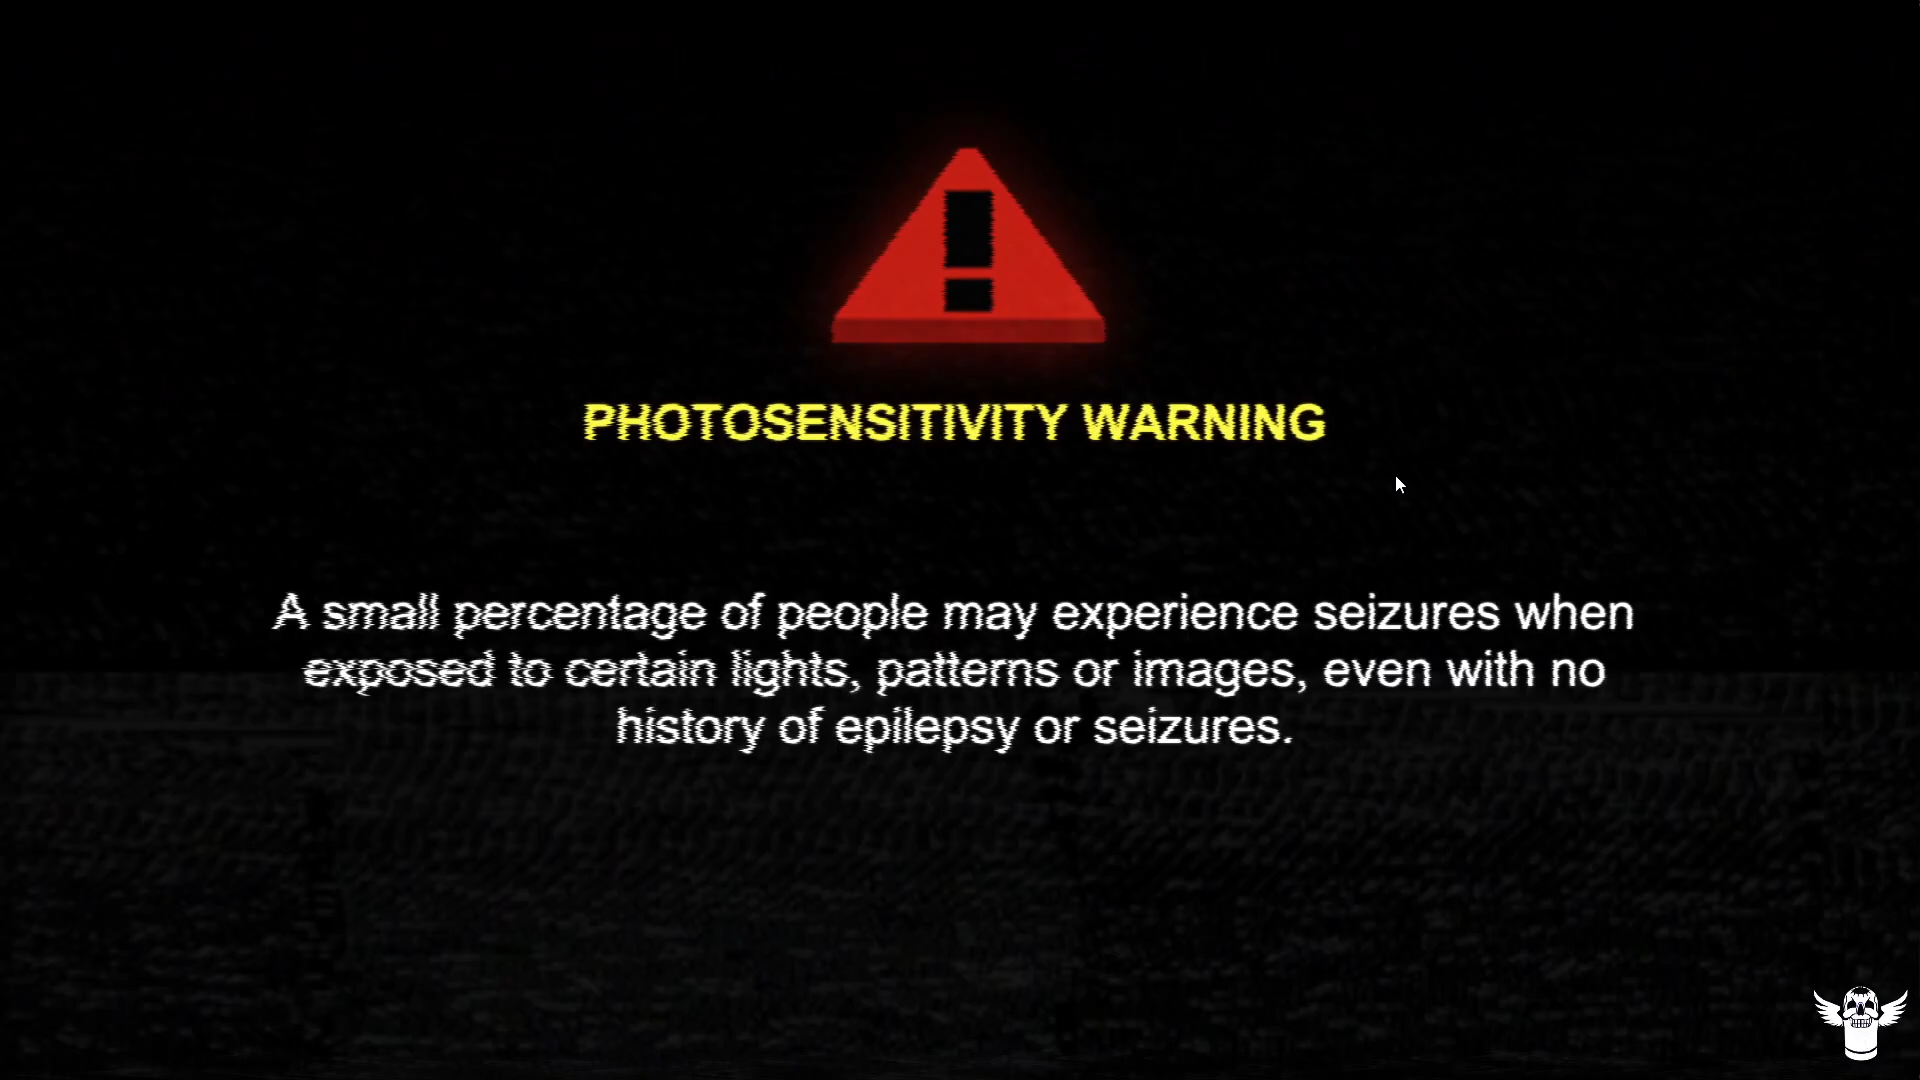 PHOTOSENSITIVITY WARNING
A small percentage of people may experience seizures when
exposed to certain lights, patterns or images, even with no
history of epilepsy or seizures.